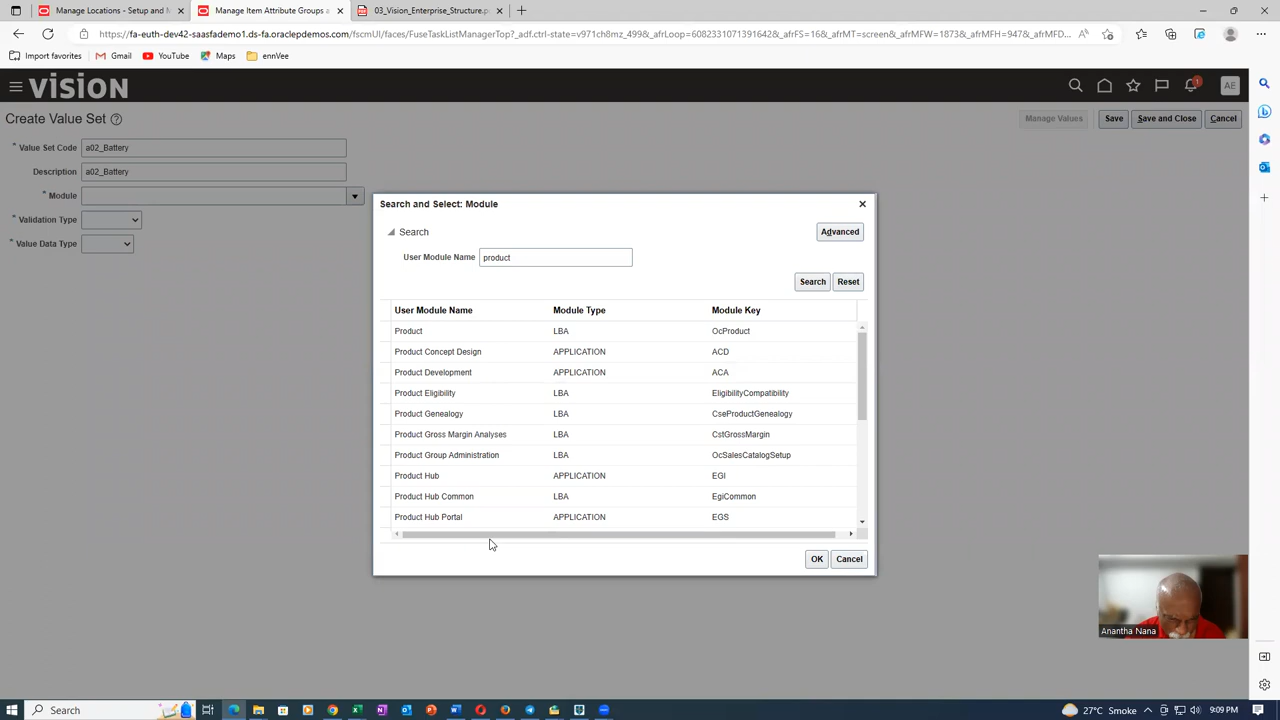 Manage Locations - Setup and M
Manage Item Attribute Groups a
03_Vision_Enterprise_Structure.p
https://fa-euth-dev42-saasfademo1.ds-fa.oraclepdemos.com/fscmUI/faces/FuseTaskListManagerTop?_adf.ctrl-state=v971ch8mz_499&_afrLoop=60823317071391642&_afrFS=16&_afrMT=screen&_afrMFW=1873&_afrMFH=947&_afrMFD...
Import favorites
Gmail
YouTube
Maps
ennVee
VISION
1
AE
Create Value Set
Manage Values
Save
Save and Close
Cancel
* Value Set Code a02_Battery
Description a02_Battery
* Module
* Validation Type
* Value Data Type
Search and Select: Module
Search
Advanced
User Module Name product
Search
Reset
User Module Name Module Type Module Key
Product LBA OcProduct
Product Concept Design APPLICATION ACD
Product Development APPLICATION ACA
Product Eligibility LBA EligibilityCompatibility
Product Genealogy LBA CseProductGenealogy
Product Gross Margin Analyses LBA CstGrossMargin
Product Group Administration LBA OcSalesCatalogSetup
Product Hub APPLICATION EGI
Product Hub Common LBA EgiCommon
Product Hub Portal APPLICATION EGS
OK
Cancel
Anantha Nana
Search
27°C Smoke
ENG
9:09 PM